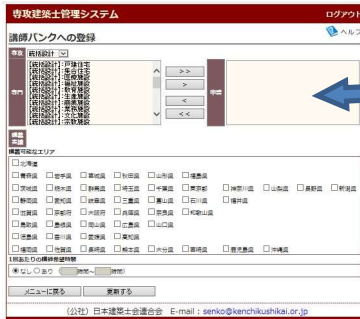 専攻建築士管理システム ログアウト
講師バンクへの登録 ヘルプ
専攻 統括設計
専門
[統括設計]:戸建住宅
[統括設計]:集合住宅
[統括設計]:医療施設
[統括設計]:福祉施設
[統括設計]:教育施設
[統括設計]:生産施設
[統括設計]:商業施設
[統括設計]:業務施設
[統括設計]:文化施設
[統括設計]:宗教施設
>>
>
<
<<
申請
講義実績
講義可能なエリア
北海道
青森県 岩手県 宮城県 秋田県 山形県 福島県
茨城県 栃木県 群馬県 埼玉県 千葉県 東京都 神奈川県 山梨県 長野県 新潟県
静岡県 愛知県 岐阜県 三重県 富山県 石川県 福井県
滋賀県 京都府 大阪府 兵庫県 奈良県 和歌山県
鳥取県 島根県 岡山県 広島県 山口県
徳島県 香川県 愛媛県 高知県
福岡県 佐賀県 長崎県 熊本県 大分県 宮崎県 鹿児島県 沖縄県
1回あたりの講師希望時間
なし あり ( 時間~ 時間)
メニューに戻る 更新する
(公社) 日本建築士会連合会 E-mail : senko@kenchikushikai.or.jp